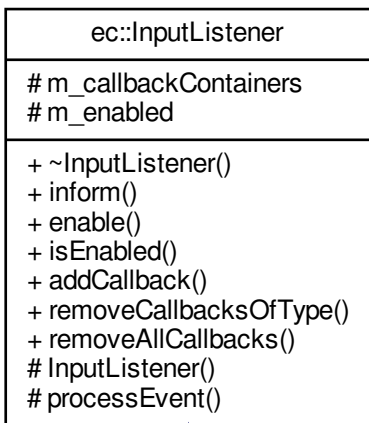 ec::InputListener
# m_callbackContainers
# m_enabled
+ ~InputListener()
+ inform()
+ enable()
+ isEnabled()
+ addCallback()
+ removeCallbacksOfType()
+ removeAllCallbacks()
# InputListener()
# processEvent()